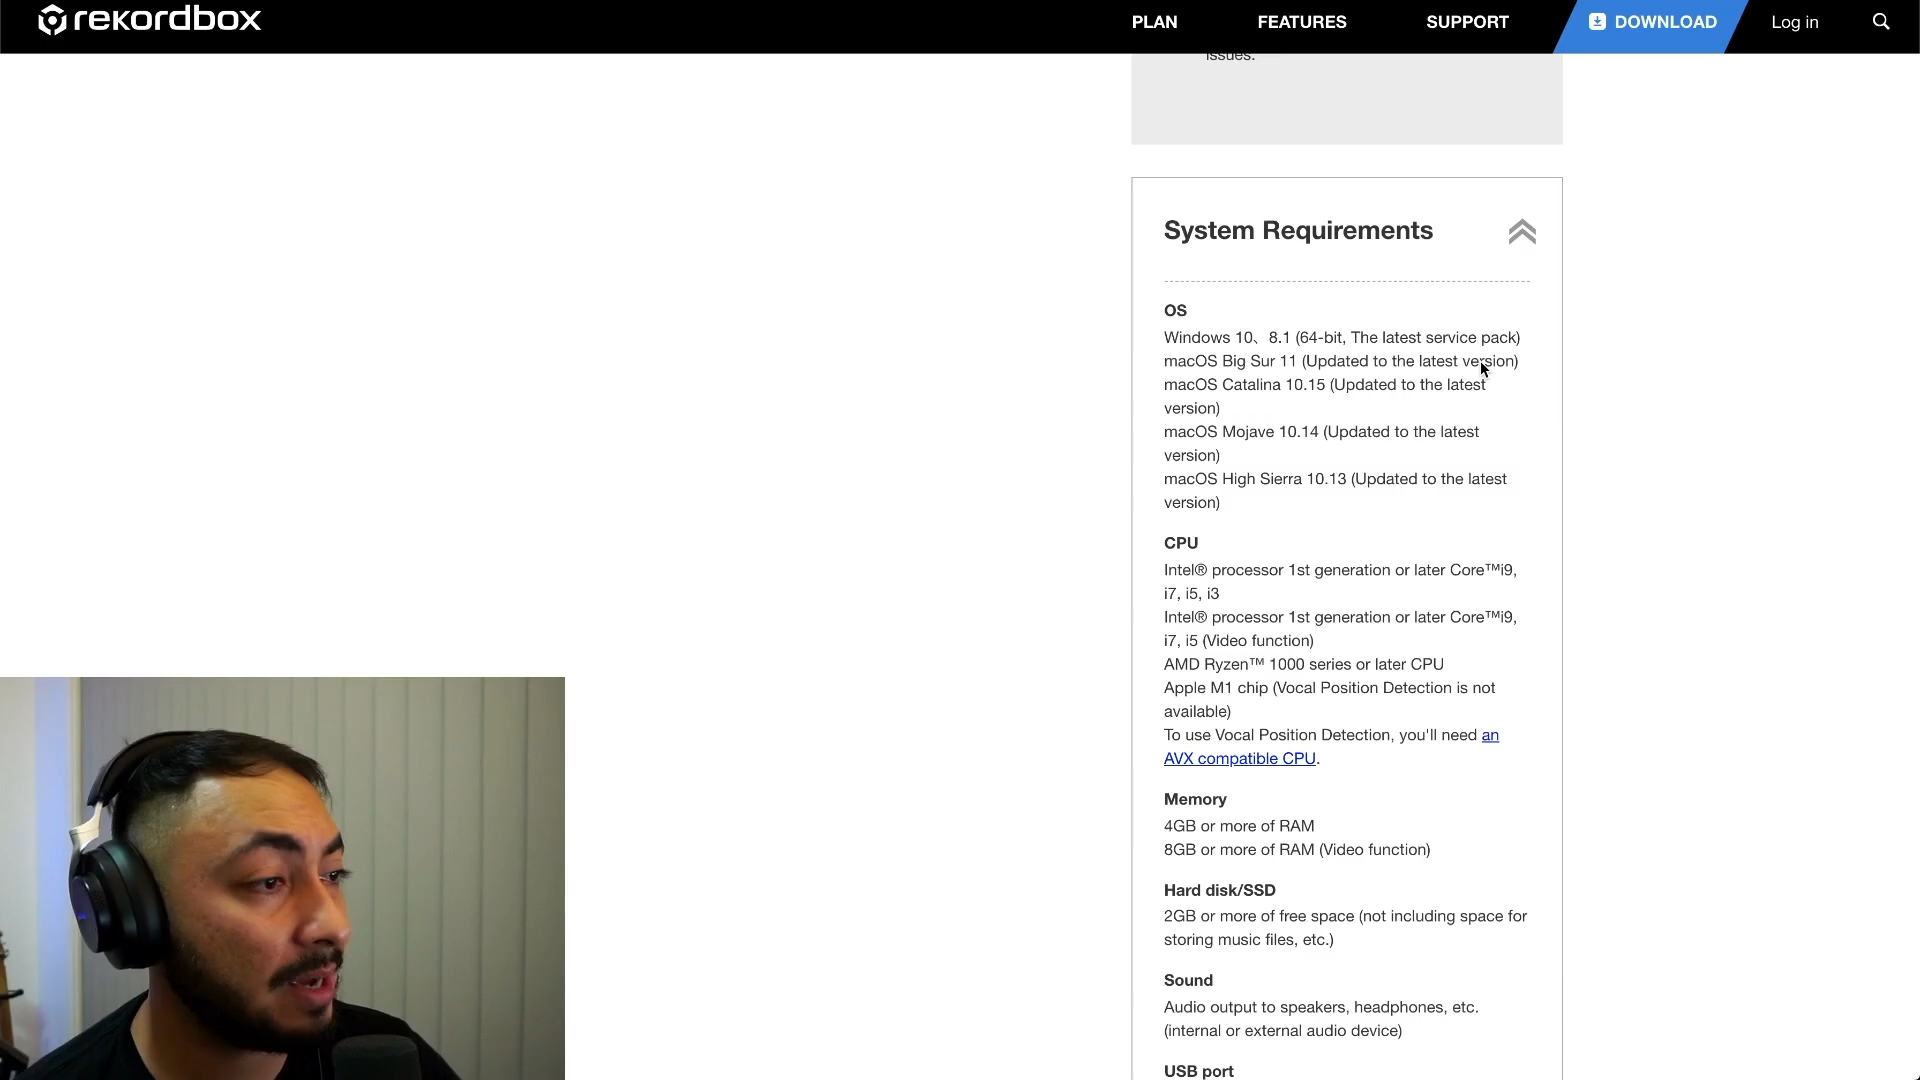 rekordbox
PLAN
FEATURES
SUPPORT
DOWNLOAD
Log in
issues.
System Requirements
OS
Windows 10、8.1 (64-bit, The latest service pack)
macOS Big Sur 11 (Updated to the latest version)
macOS Catalina 10.15 (Updated to the latest
version)
macOS Mojave 10.14 (Updated to the latest
version)
macOS High Sierra 10.13 (Updated to the latest
version)
CPU
Intel® processor 1st generation or later Core™i9,
i7, i5, i3
Intel® processor 1st generation or later Core™i9,
i7, i5 (Video function)
AMD Ryzen™ 1000 series or later CPU
Apple M1 chip (Vocal Position Detection is not
available)
To use Vocal Position Detection, you'll need an
AVX compatible CPU.
Memory
4GB or more of RAM
8GB or more of RAM (Video function)
Hard disk/SSD
2GB or more of free space (not including space for
storing music files, etc.)
Sound
Audio output to speakers, headphones, etc.
(internal or external audio device)
USB port